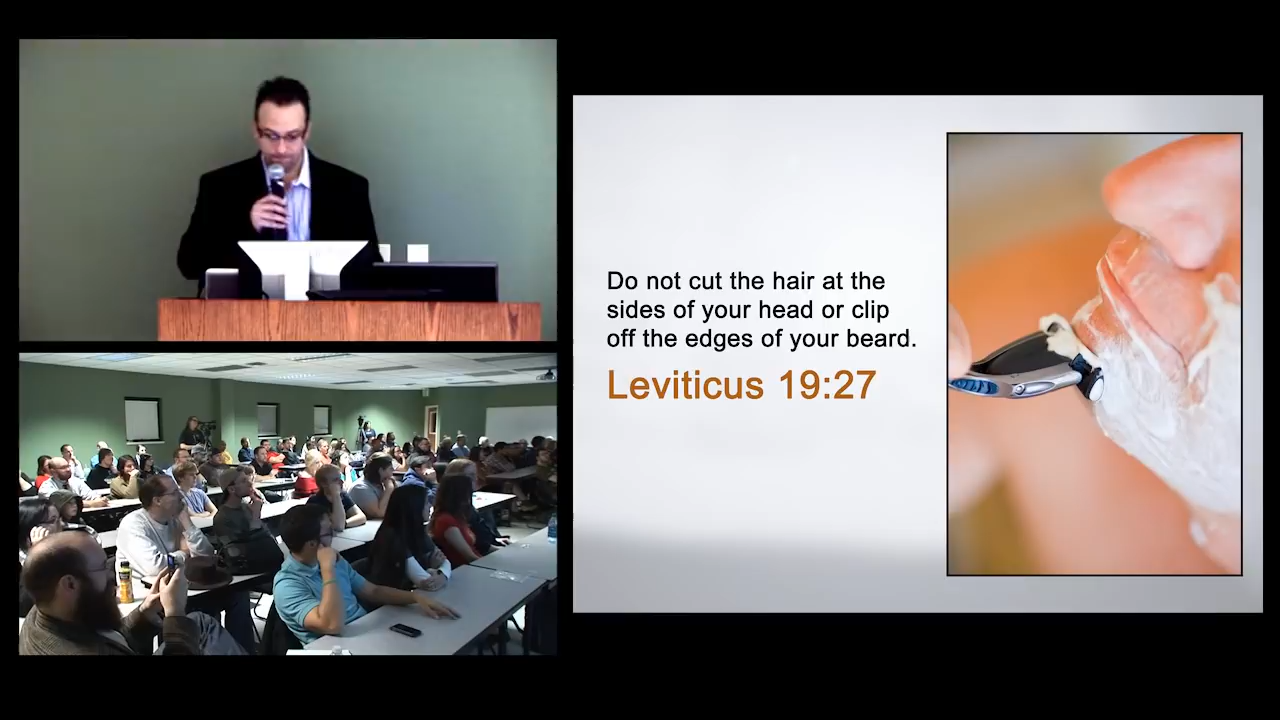 Do not cut the hair at the
sides of your head or clip
off the edges of your beard.
Leviticus 19:27